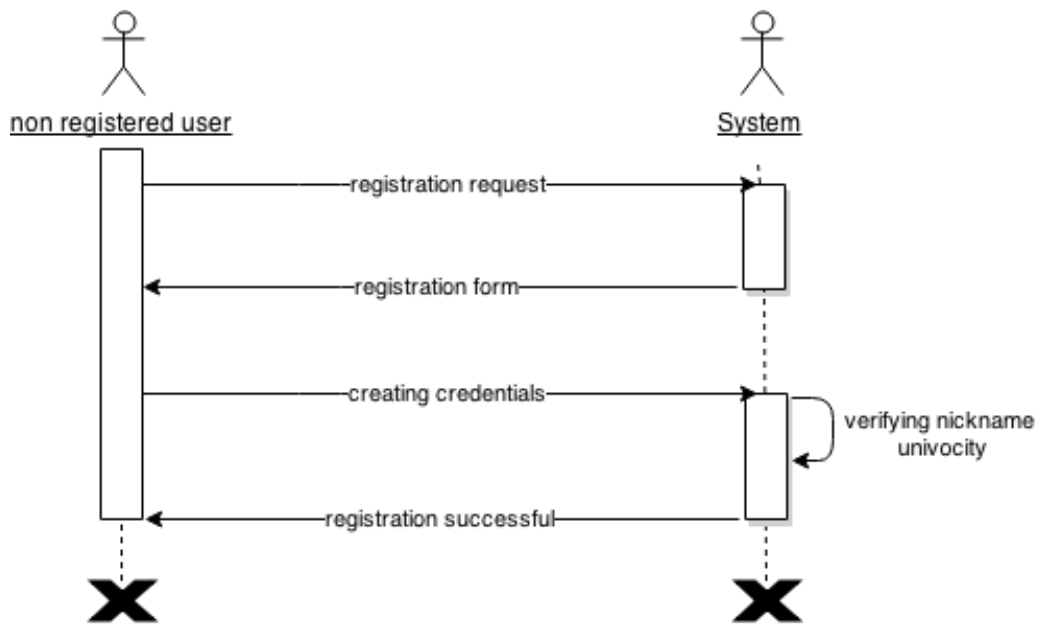 non registered user
System
registration request
registration form
creating credentials
verifying nickname
univocity
registration successful